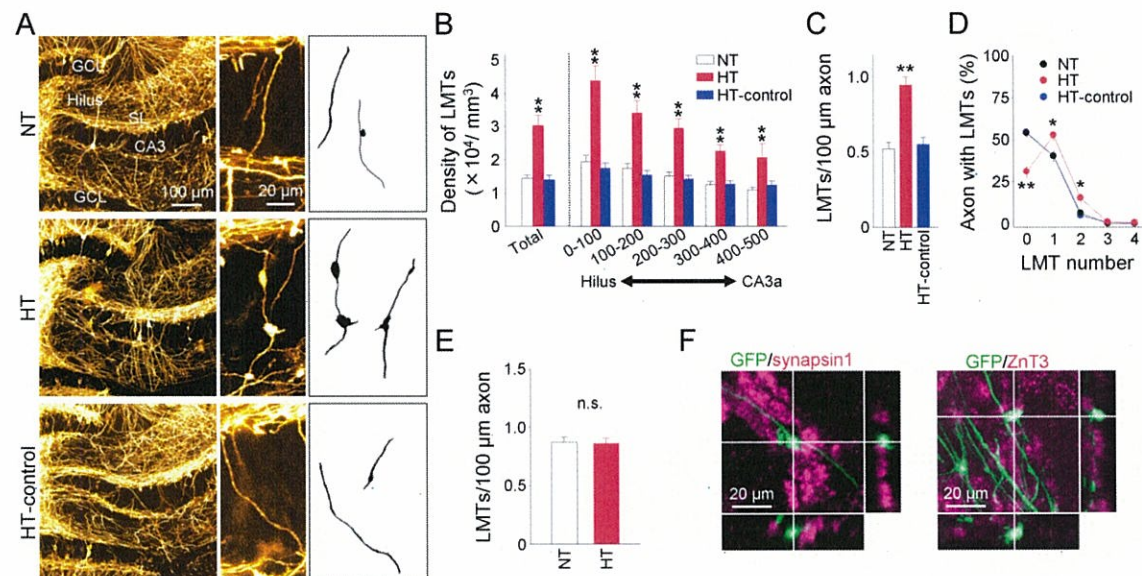 A
NT
GCL
Hilus
SL
CA3
GCL
100 µm
20 µm
HT
HT-control
B
Density of LMTs
(×10⁴/ mm³)
6
5
4
3
2
1
0
**
**
**
**
**
**
NT
HT
HT-control
Total
0-100
100-200
200-300
300-400
400-500
Hilus
CA3a
C
LMTs/100 µm axon
1.0
0.5
0
**
NT
HT
HT-control
D
Axon with LMTs (%)
100
75
50
25
0
NT
HT
HT-control
*
**
*
0 1 2 3 4
LMT number
E
LMTs/100 µm axon
1.5
1.0
0.5
0
n.s.
NT
HT
F
GFP/synapsin1
20 µm
GFP/ZnT3
20 µm